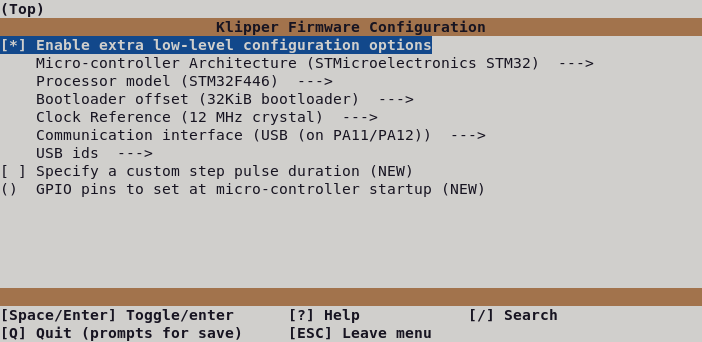 (Top)
Klipper Firmware Configuration
[*] Enable extra low-level configuration options
    Micro-controller Architecture (STMicroelectronics STM32)  --->
    Processor model (STM32F446)  --->
    Bootloader offset (32KiB bootloader)  --->
    Clock Reference (12 MHz crystal)  --->
    Communication interface (USB (on PA11/PA12))  --->
    USB ids  --->
[ ] Specify a custom step pulse duration (NEW)
()  GPIO pins to set at micro-controller startup (NEW)
[Space/Enter] Toggle/enter      [?] Help            [/] Search
[Q] Quit (prompts for save)     [ESC] Leave menu